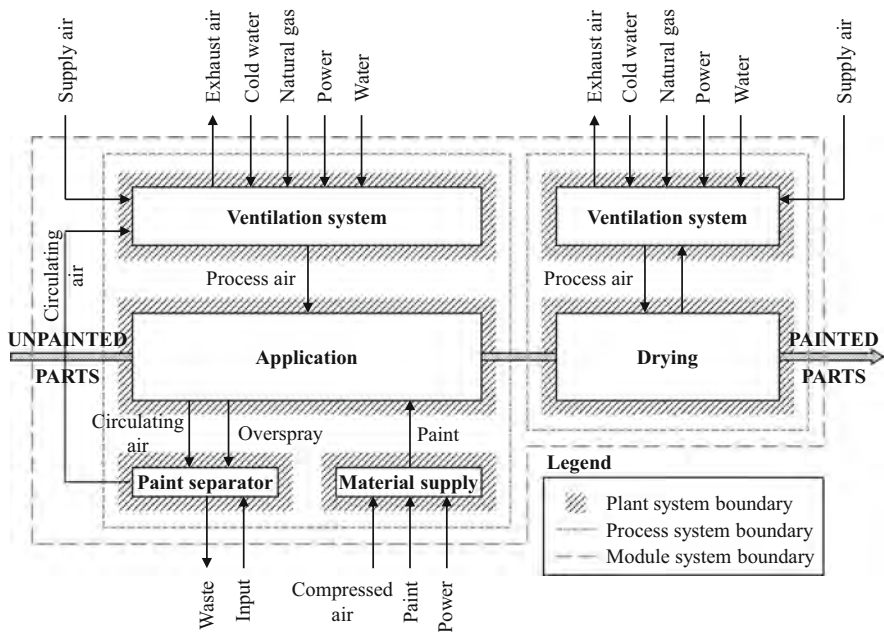 Supply air
Exhaust air
Cold water
Natural gas
Power
Water
Exhaust air
Cold water
Natural gas
Power
Water
Supply air
Ventilation system
Ventilation system
Circulating
air
Process air
Process air
UNPAINTED
PARTS
Application
Drying
PAINTED
PARTS
Circulating
air
Overspray
Paint
Paint separator
Material supply
Waste
Input
Compressed
air
Paint
Power
Legend
Plant system boundary
Process system boundary
Module system boundary